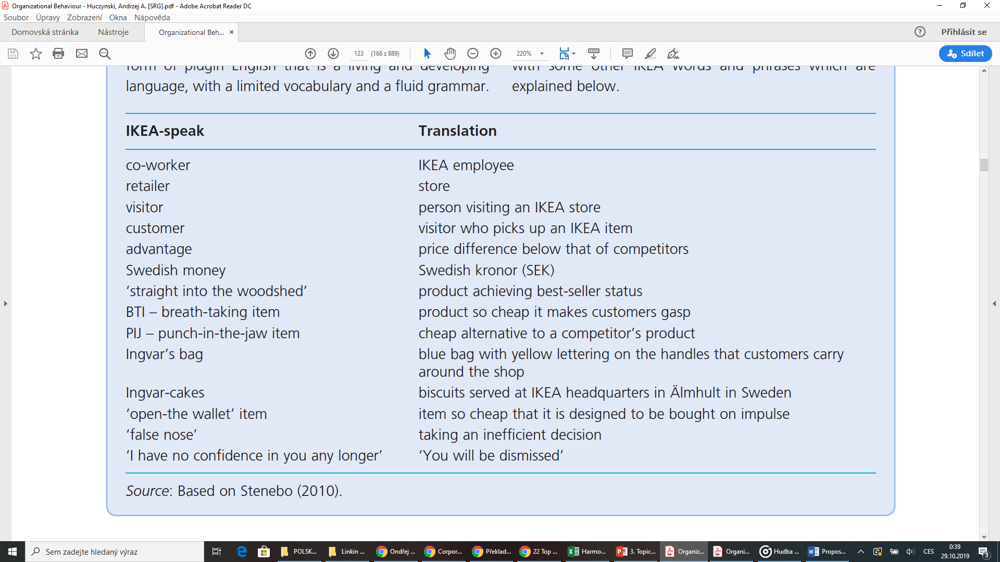 Organizational Behaviour - Huczynski, Andrzej A. [SRG].pdf - Adobe Acrobat Reader DC
Soubor Úpravy Zobrazení Okna Nápověda
Domovská stránka Nástroje Organizational Beh... × Přihlásit se
123 (168 z 889) 220% Sdílet
form of pidgin English that is a living and developing
language, with a limited vocabulary and a fluid grammar.
with some other IKEA words and phrases which are
explained below.
IKEA-speak Translation
co-worker IKEA employee
retailer store
visitor person visiting an IKEA store
customer visitor who picks up an IKEA item
advantage price difference below that of competitors
Swedish money Swedish kronor (SEK)
‘straight into the woodshed’ product achieving best-seller status
BTI – breath-taking item product so cheap it makes customers gasp
PIJ – punch-in-the-jaw item cheap alternative to a competitor’s product
Ingvar’s bag blue bag with yellow lettering on the handles that customers carry
around the shop
Ingvar-cakes biscuits served at IKEA headquarters in Älmhult in Sweden
‘open-the wallet’ item item so cheap that it is designed to be bought on impulse
‘false nose’ taking an inefficient decision
‘I have no confidence in you any longer’ ‘You will be dismissed’
Source: Based on Stenebo (2010).
Sem zadejte hledaný výraz POLSK... Linkin ... Ondřej ... Corpor... Překlad... 22 Top ... Harmo... 3. Topic... Organiz... Organi... Hudba ... Propos... CES 0:39
29.10.2019 3